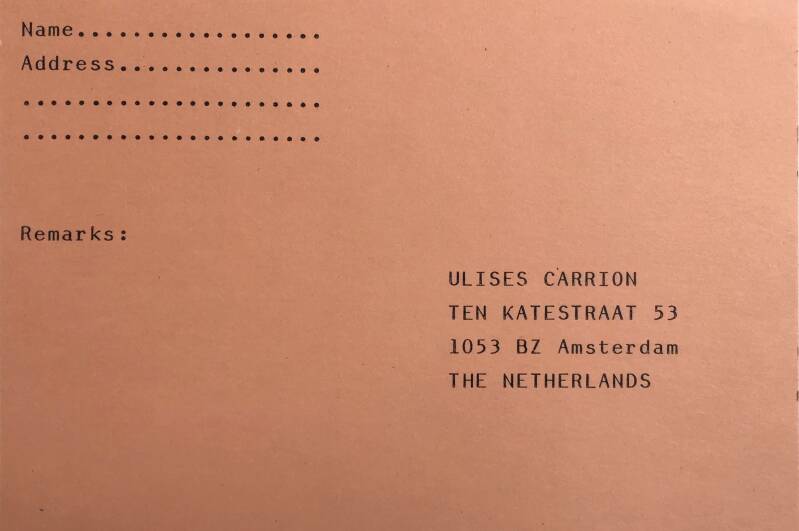 Name..................
Address...............
......................
......................
Remarks:
ULISES CARRION
TEN KATESTRAAT 53
1053 BZ Amsterdam
THE NETHERLANDS